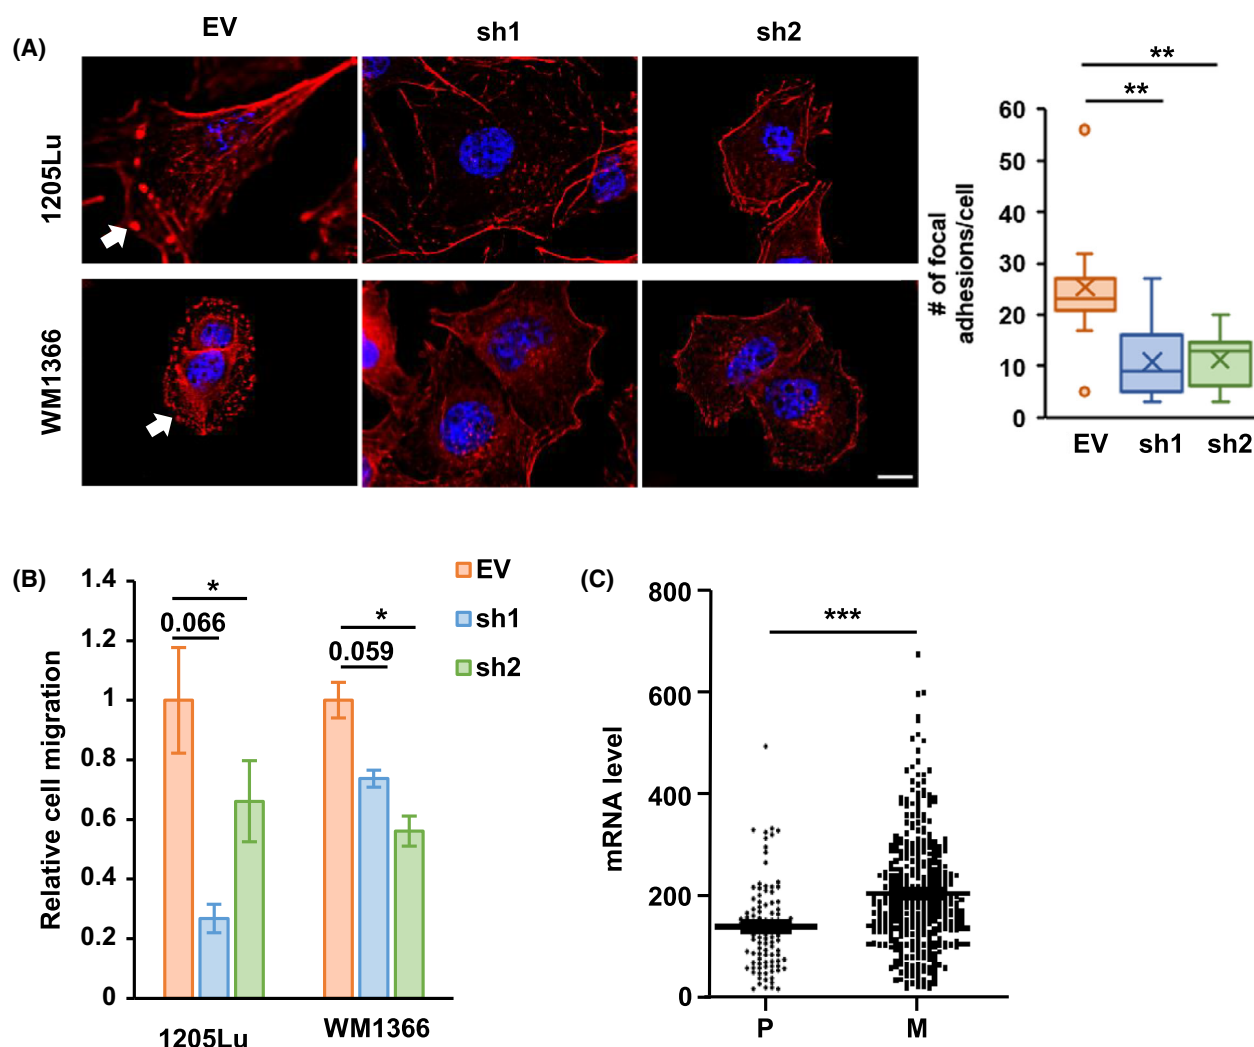 (A)
EV
sh1
sh2
1205Lu
WM1366
**
**
# of focal
adhesions/cell
60
50
40
30
20
10
0
EV
sh1
sh2
(B)
Relative cell migration
1.4
1.2
1
0.8
0.6
0.4
0.2
0
*
0.066
*
0.059
1205Lu
WM1366
EV
sh1
sh2
(C)
mRNA level
800
600
400
200
0
***
P
M